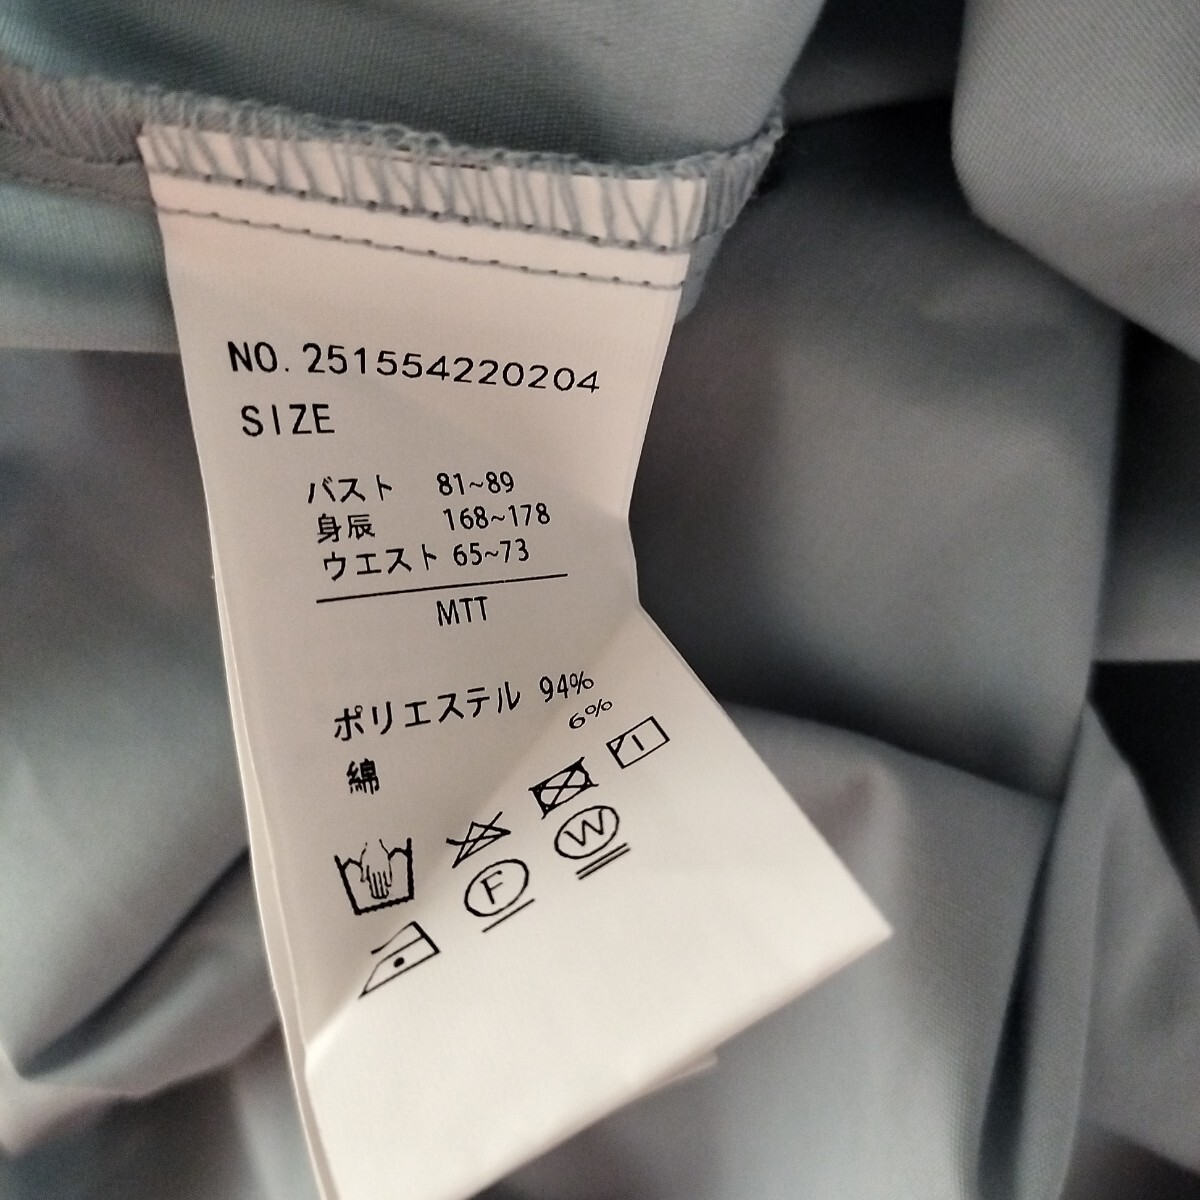 NO. 251554220204
SIZE
バスト 81~89
身辰 168~178
ウエスト 65~73
MTT
ポリエステル 94%
綿 6%
F W